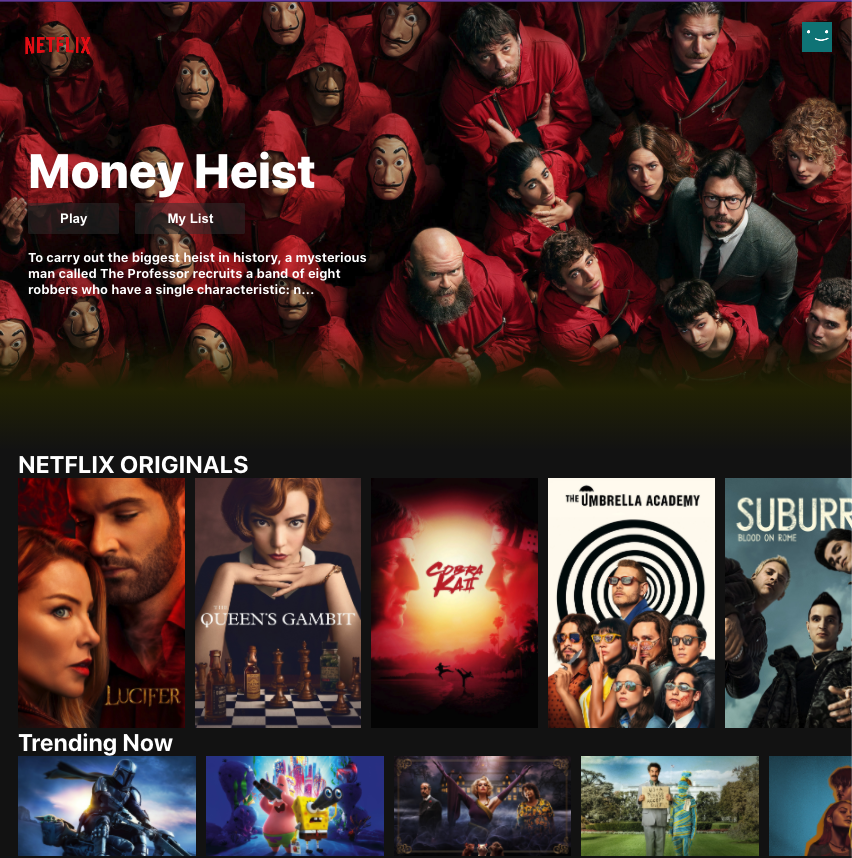 NETFLIX
Money Heist
Play
My List
To carry out the biggest heist in history, a mysterious
man called The Professor recruits a band of eight
robbers who have a single characteristic: n...
NETFLIX ORIGINALS
LUCIFER
THE
QUEEN'S GAMBIT
COBRA
KAI
THE UMBRELLA ACADEMY
SUBURR
BLOOD ON ROME
Trending Now